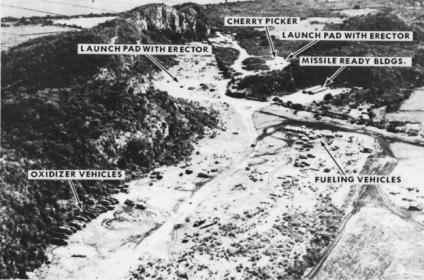 CHERRY PICKER
LAUNCH PAD WITH ERECTOR
LAUNCH PAD WITH ERECTOR
MISSILE READY BLDGS.
OXIDIZER VEHICLES
FUELING VEHICLES